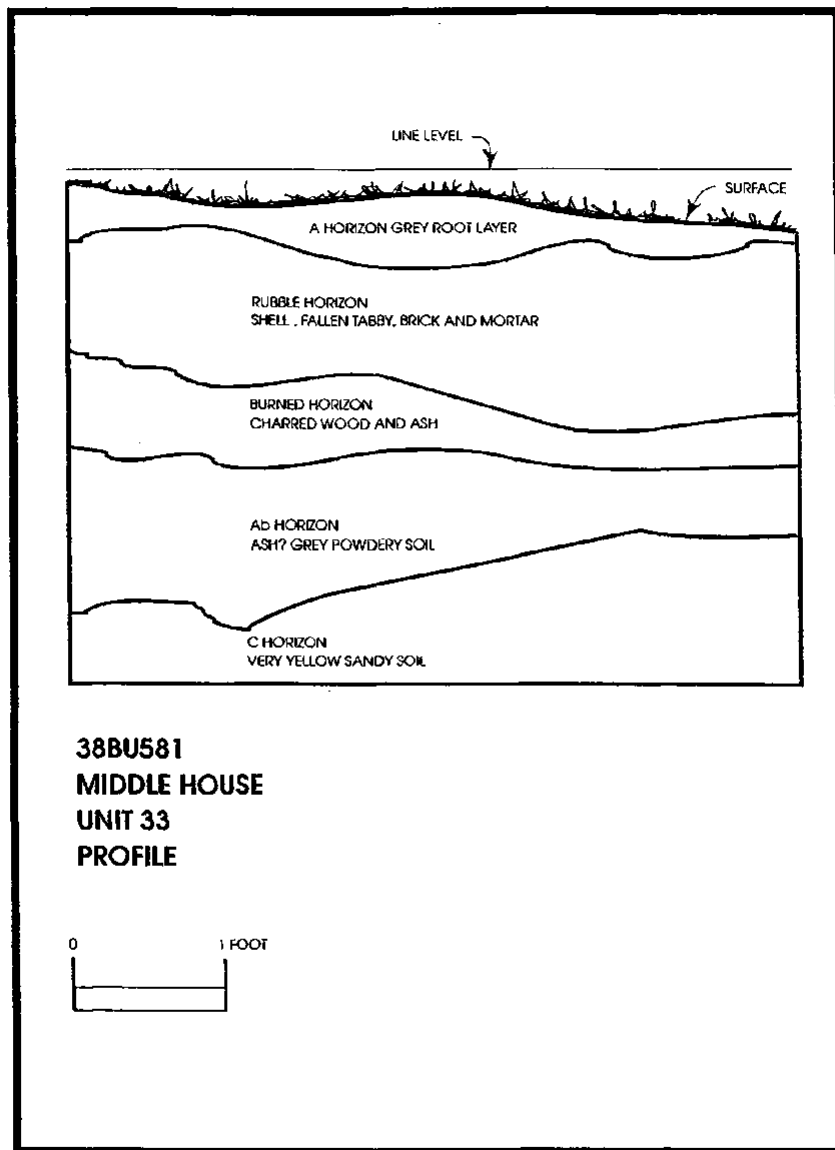 LINE LEVEL
SURFACE
A HORIZON GREY ROOT LAYER
RUBBLE HORIZON
SHELL , FALLEN TABBY, BRICK AND MORTAR
BURNED HORIZON
CHARRED WOOD AND ASH
Ab HORIZON
ASH? GREY POWDERY SOIL
C HORIZON
VERY YELLOW SANDY SOIL
38BU581
MIDDLE HOUSE
UNIT 33
PROFILE
0 1 FOOT